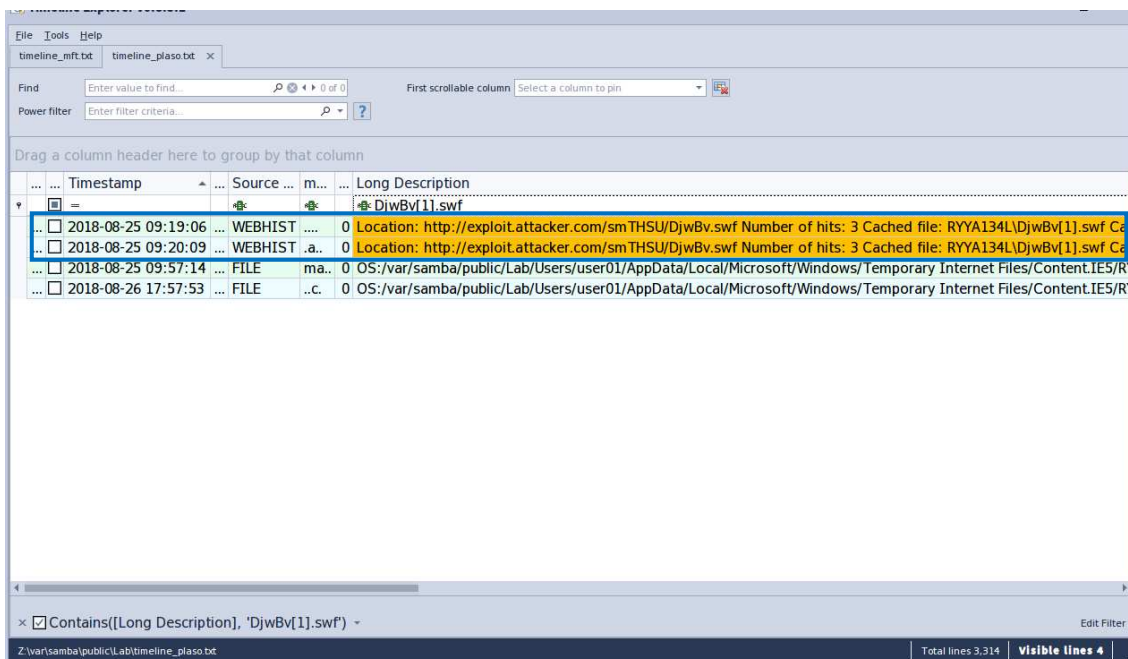 File Tools Help
timeline_mft.txt timeline_plaso.txt ×
Find Enter value to find... 0 of 0 First scrollable column Select a column to pin
Power filter Enter filter criteria... ?
Drag a column header here to group by that column
... ... Timestamp ... Source ... m... ... Long Description
= DjwBv[1].swf
... 2018-08-25 09:19:06 ... WEBHIST .... 0 Location: http://exploit.attacker.com/smTHSU/DjwBv.swf Number of hits: 3 Cached file: RYYA134L\DjwBv[1].swf Ca
... 2018-08-25 09:20:09 ... WEBHIST .a.. 0 Location: http://exploit.attacker.com/smTHSU/DjwBv.swf Number of hits: 3 Cached file: RYYA134L\DjwBv[1].swf Ca
... 2018-08-25 09:57:14 ... FILE ma.. 0 OS:/var/samba/public/Lab/Users/user01/AppData/Local/Microsoft/Windows/Temporary Internet Files/Content.IE5/R
... 2018-08-26 17:57:53 ... FILE ..c. 0 OS:/var/samba/public/Lab/Users/user01/AppData/Local/Microsoft/Windows/Temporary Internet Files/Content.IE5/R
× Contains([Long Description], 'DjwBv[1].swf') Edit Filter
Z:\var\samba\public\Lab\timeline_plaso.txt Total lines 3,314 Visible lines 4